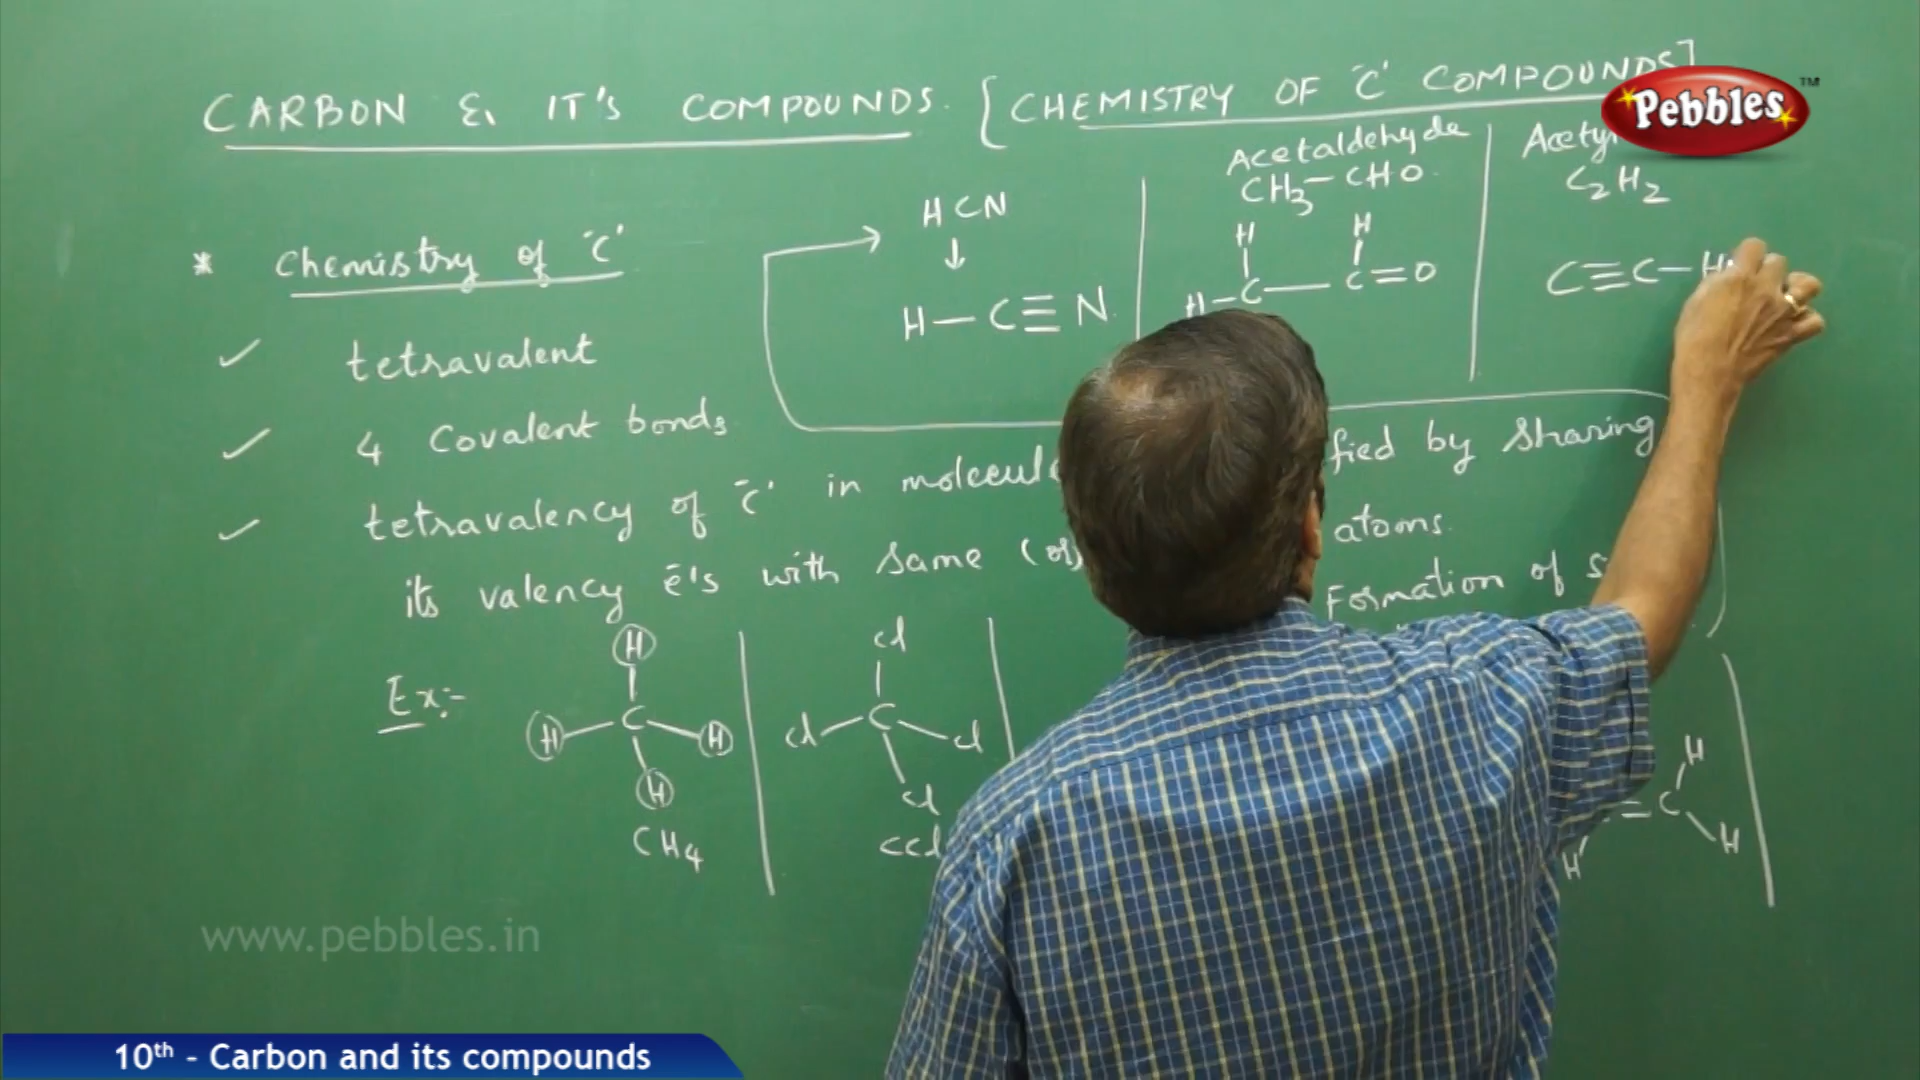 CARBON & IT'S COMPOUNDS. [CHEMISTRY OF 'C' COMPOUNDS]
Pebbles™
* Chemistry of 'C'
✓ tetravalent
✓ 4 Covalent bonds
✓ tetravalency of 'C' in fied by sharing
its valency e̅'s with same (or) atoms.
Formation of
HCN
↓
H—C≡N
Acetaldehyde
CH3—CHO.
H H
H—C—C=O
C2H2
C≡C—H
Ex:-
H
H C H
H
CH4
Cl
Cl C Cl
Cl
H
= C
H H
www.pebbles.in
10th - Carbon and its compounds